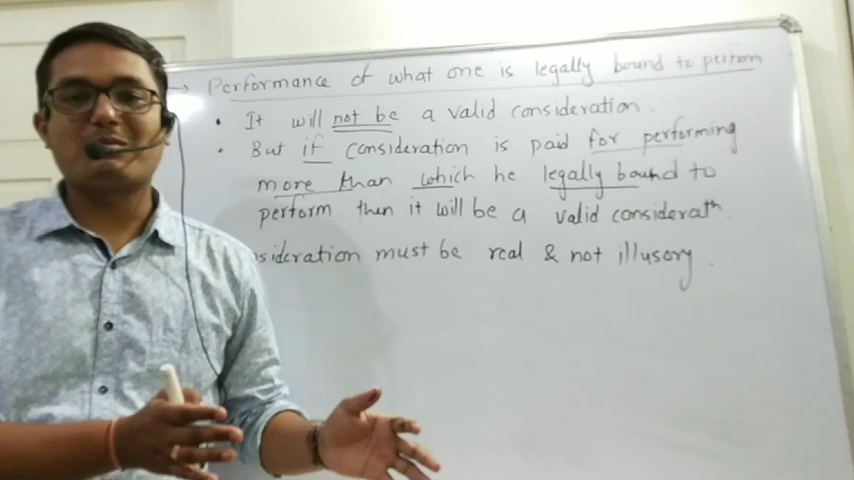 → Performance of what one is legally bound to perform
• It will not be a valid consideration.
• But if consideration is paid for performing
more than which he legally bound to
perform then it will be a valid considerath.
sideration must be real & not illusory.